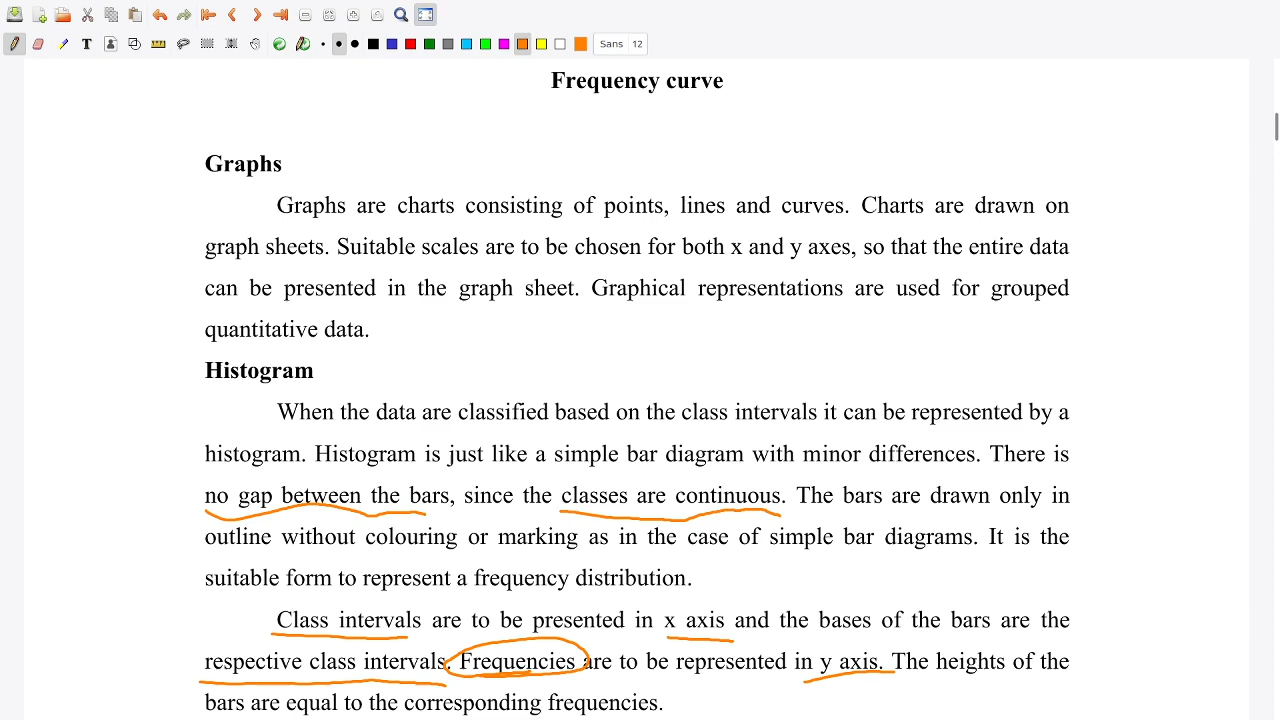 T
Sans 12
Frequency curve
Graphs
Graphs are charts consisting of points, lines and curves. Charts are drawn on
graph sheets. Suitable scales are to be chosen for both x and y axes, so that the entire data
can be presented in the graph sheet. Graphical representations are used for grouped
quantitative data.
Histogram
When the data are classified based on the class intervals it can be represented by a
histogram. Histogram is just like a simple bar diagram with minor differences. There is
no gap between the bars, since the classes are continuous. The bars are drawn only in
outline without colouring or marking as in the case of simple bar diagrams. It is the
suitable form to represent a frequency distribution.
Class intervals are to be presented in x axis and the bases of the bars are the
respective class intervals. Frequencies are to be represented in y axis. The heights of the
bars are equal to the corresponding frequencies.